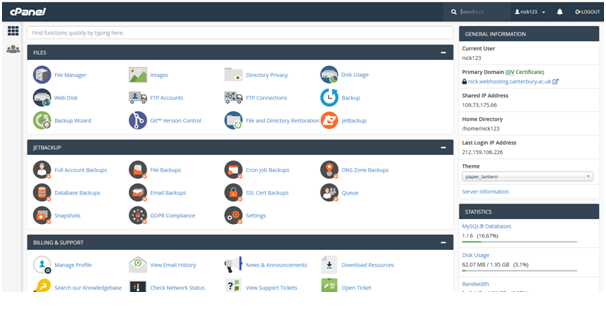 cPanel
Search ( / )
nick123
LOGOUT
Find functions quickly by typing here.
FILES
File Manager
Images
Directory Privacy
Disk Usage
Web Disk
FTP Accounts
FTP Connections
Backup
Backup Wizard
Git™ Version Control
File and Directory Restoration
JetBackup
JETBACKUP
Full Account Backups
File Backups
Cron Job Backups
DNS Zone Backups
Database Backups
Email Backups
SSL Cert Backups
Queue
Snapshots
GDPR Compliance
Settings
BILLING & SUPPORT
Manage Profile
View Email History
News & Announcements
Download Resources
Search our Knowledgebase
Check Network Status
View Support Tickets
Open Ticket
GENERAL INFORMATION
Current User
nick123
Primary Domain (DV Certificate)
nick.webhosting.canterbury.ac.uk
Shared IP Address
109.73.175.66
Home Directory
/home/nick123
Last Login IP Address
212.159.106.226
Theme
paper_lantern
Server Information
STATISTICS
MySQL® Databases
1 / 6 (16.67%)
Disk Usage
62.07 MB / 1.95 GB (3.1%)
Bandwidth